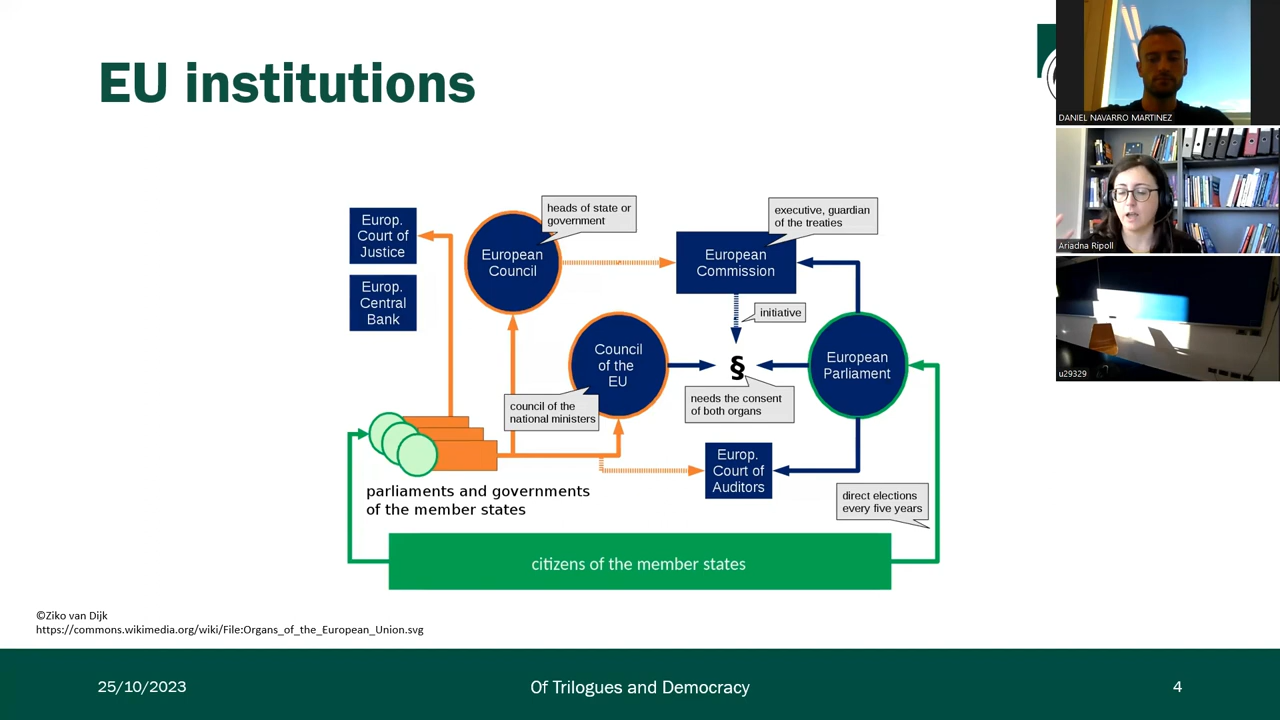 EU institutions
DANIEL NAVARRO MARTINEZ
Ariadna Ripoll
u29329
Europ.
Court of
Justice
Europ.
Central
Bank
European
Council
heads of state or
government
European
Commission
executive, guardian
of the treaties
initiative
Council
of the
EU
council of the
national ministers
§
needs the consent
of both organs
European
Parliament
Europ.
Court of
Auditors
direct elections
every five years
parliaments and governments
of the member states
citizens of the member states
©Ziko van Dijk
https://commons.wikimedia.org/wiki/File:Organs_of_the_European_Union.svg
25/10/2023
Of Trilogues and Democracy
4